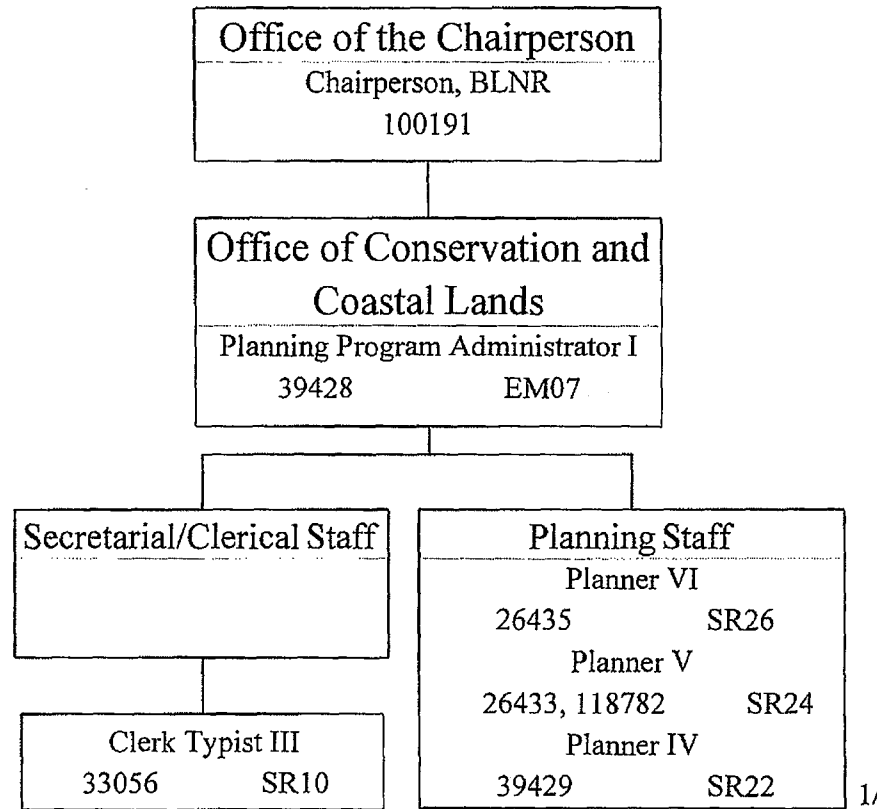 Office of the Chairperson
Chairperson, BLNR
100191
Office of Conservation and
Coastal Lands
Planning Program Administrator I
39428 EM07
Secretarial/Clerical Staff
Clerk Typist III
33056 SR10
Planning Staff
Planner VI
26435 SR26
Planner V
26433, 118782 SR24
Planner IV
39429 SR22
1/